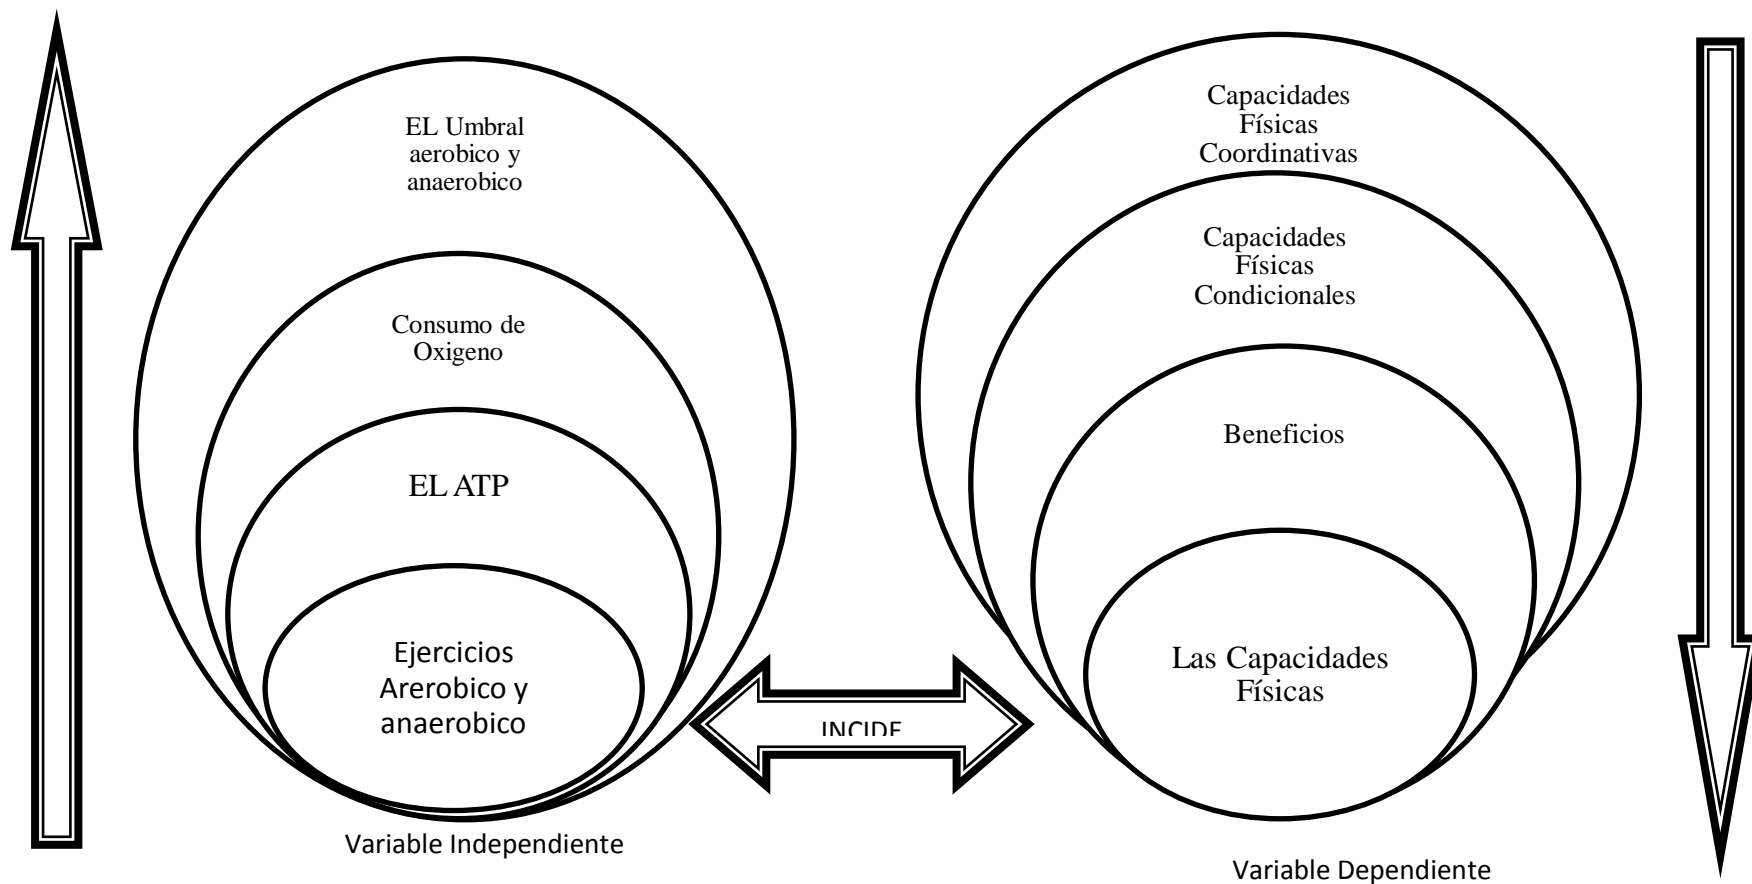 EL Umbral
aerobico y
anaerobico
Consumo de
Oxigeno
EL ATP
Ejercicios
Arerobico y
anaerobico
Variable Independiente
INCIDE
Capacidades
Físicas
Coordinativas
Capacidades
Físicas
Condicionales
Beneficios
Las Capacidades
Físicas
Variable Dependiente